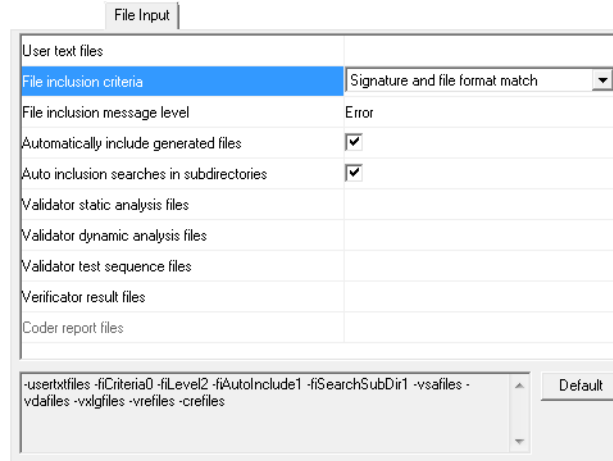 File Input
User text files
File inclusion criteria Signature and file format match
File inclusion message level Error
Automatically include generated files
Auto inclusion searches in subdirectories
Validator static analysis files
Validator dynamic analysis files
Validator test sequence files
Verificator result files
Coder report files
-usertxtfiles -fiCriteria0 -fiLevel2 -fiAutoInclude1 -fiSearchSubDir1 -vsafiles - Default
vdafiles -vxlgfiles -vrefiles -crefiles